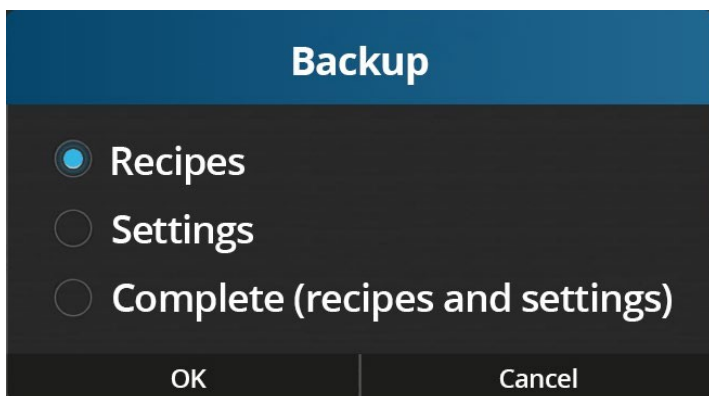 Backup
Recipes
Settings
Complete (recipes and settings)
OK
Cancel